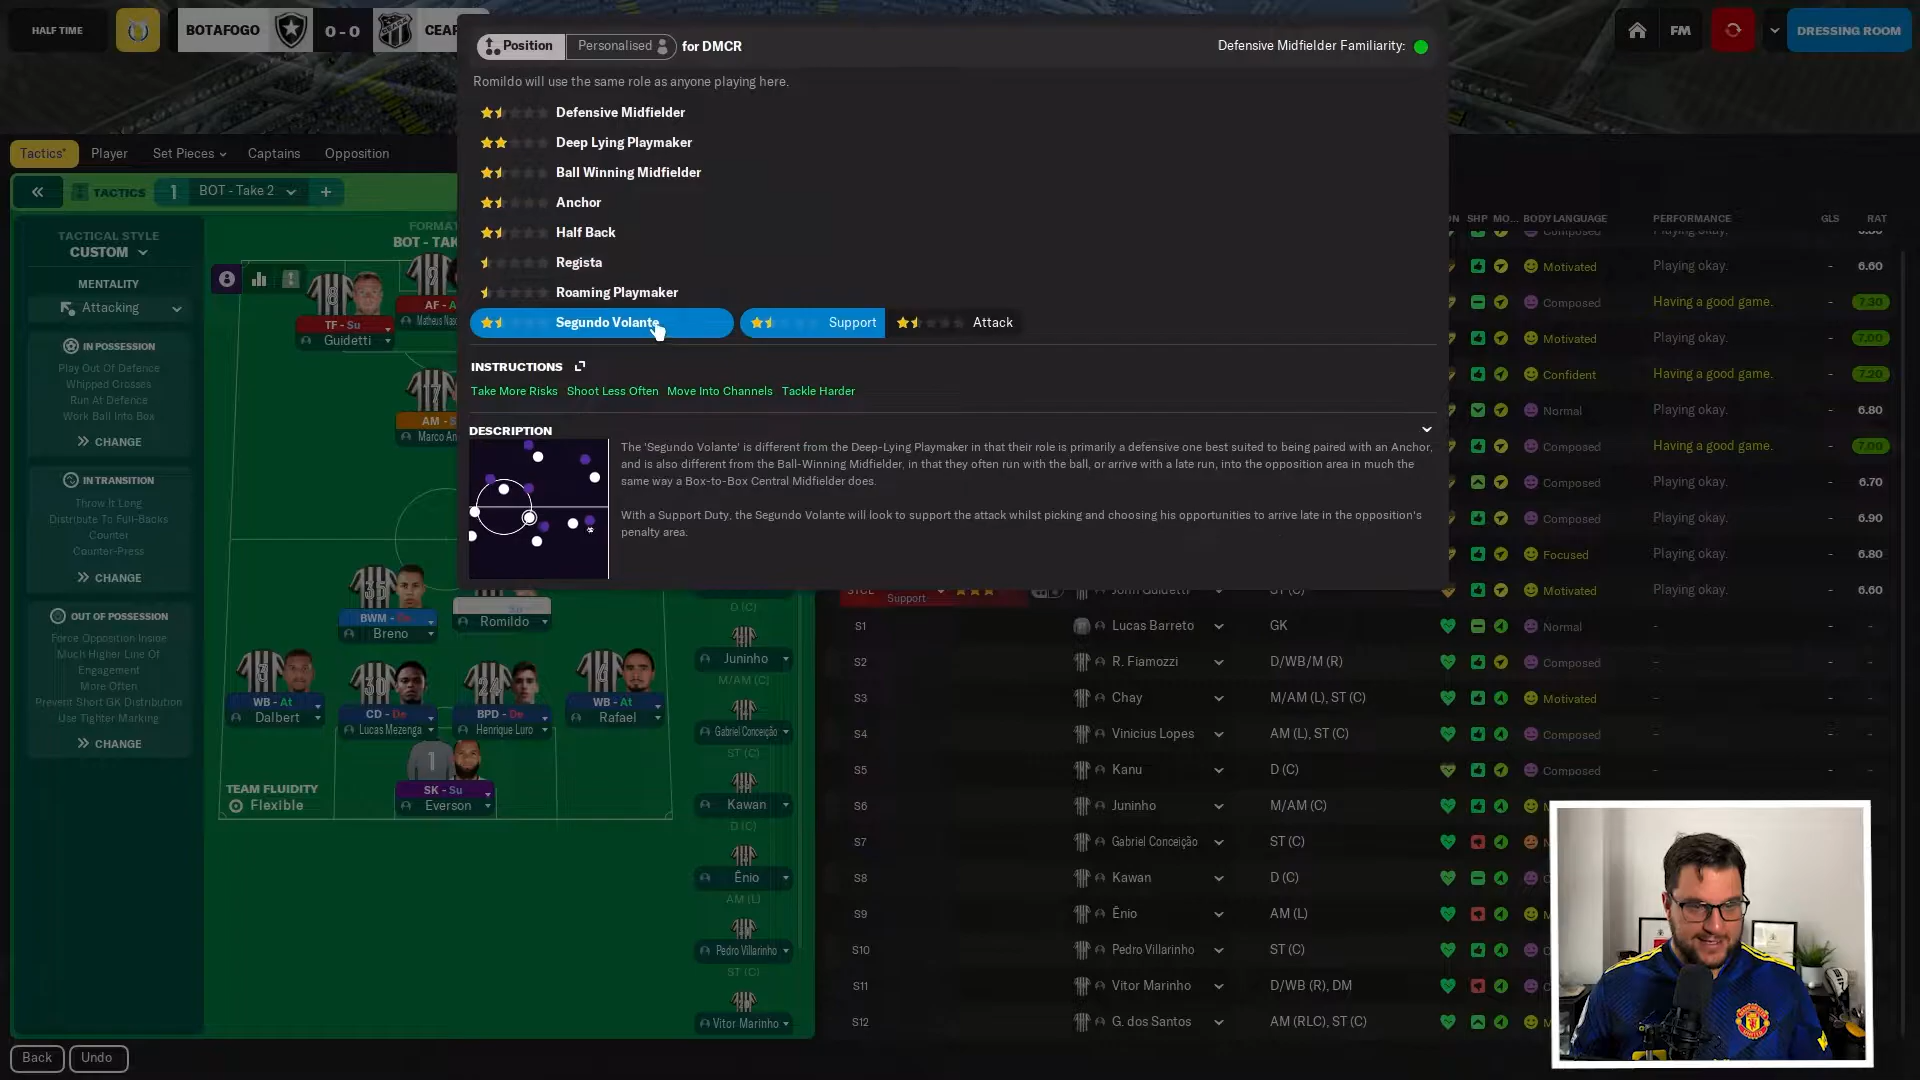 HALF TIME
BOTAFOGO
0 - 0
FM
DRESSING ROOM
Position
Personalised
for DMCR
Defensive Midfielder Familiarity:
Romildo will use the same role as anyone playing here.
Defensive Midfielder
Deep Lying Playmaker
Ball Winning Midfielder
Anchor
Half Back
Regista
Roaming Playmaker
Segundo Volante
Support
Attack
INSTRUCTIONS
Take More Risks Shoot Less Often Move Into Channels Tackle Harder
DESCRIPTION
The 'Segundo Volante' is different from the Deep-Lying Playmaker in that their role is primarily a defensive one best suited to being paired with an Anchor,
and is also different from the Ball-Winning Midfielder, in that they often run with the ball, or arrive with a late run, into the opposition area in much the
same way a Box-to-Box Central Midfielder does.
With a Support Duty, the Segundo Volante will look to support the attack whilst picking and choosing his opportunities to arrive late in the opposition's
penalty area.
Tactics*
Player
Set Pieces
Captains
Opposition
TACTICS
1
BOT - Take 2
+
TACTICAL STYLE
CUSTOM
MENTALITY
Attacking
IN POSSESSION
Play Out Of Defence
Whipped Crosses
Run At Defence
Work Ball Into Box
CHANGE
IN TRANSITION
Throw It Long
Distribute To Full-Backs
Counter
Counter-Press
CHANGE
OUT OF POSSESSION
Force Opposition Inside
Much Higher Line Of
Engagement
More Often
Prevent Short GK Distribution
Use Tighter Marking
CHANGE
8
TF - Su
Guidetti
9
17
35
BWM - De
Breno
Romildo
3
WB - At
Dalbert
30
CD - De
Lucas Mezenga
24
BPD - De
Henrique Luro
6
WB - At
Rafael
1
SK - Su
Everson
TEAM FLUIDITY
Flexible
D (C)
Juninho
M/AM (C)
Gabriel Conceição
ST (C)
Kawan
D (C)
Ênio
AM (L)
Pedro Villarinho
ST (C)
Vitor Marinho
SHP MO... BODY LANGUAGE PERFORMANCE GLS RAT
Motivated Playing okay. - 6.60
Composed Having a good game. - 7.30
Motivated Playing okay. - 7.00
Confident Having a good game. - 7.20
Normal Playing okay. - 6.80
Composed Having a good game. - 7.00
Composed Playing okay. - 6.70
Composed Playing okay. - 6.90
Focused Playing okay. - 6.80
Motivated Playing okay. - 6.60
Support
S1 Lucas Barreto GK Normal - - -
S2 R. Fiamozzi D/WB/M (R) Composed - - -
S3 Chay M/AM (L), ST (C) Motivated - - -
S4 Vinicius Lopes AM (L), ST (C) Composed - - -
S5 Kanu D (C) Composed - - -
S6 Juninho M/AM (C)
S7 Gabriel Conceição ST (C)
S8 Kawan D (C)
S9 Ênio AM (L)
S10 Pedro Villarinho ST (C)
S11 Vitor Marinho D/WB (R), DM
S12 G. dos Santos AM (RLC), ST (C)
Back
Undo